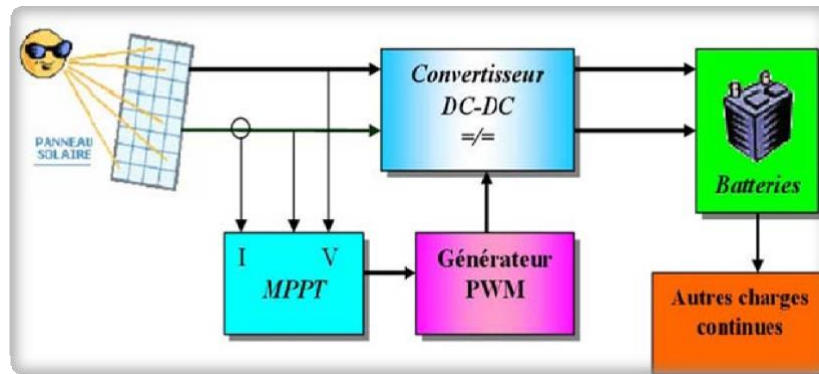 PANNEAU
SOLAIRE
Convertisseur
DC-DC
=/=
Batteries
I V
MPPT
Générateur
PWM
Autres charges
continues